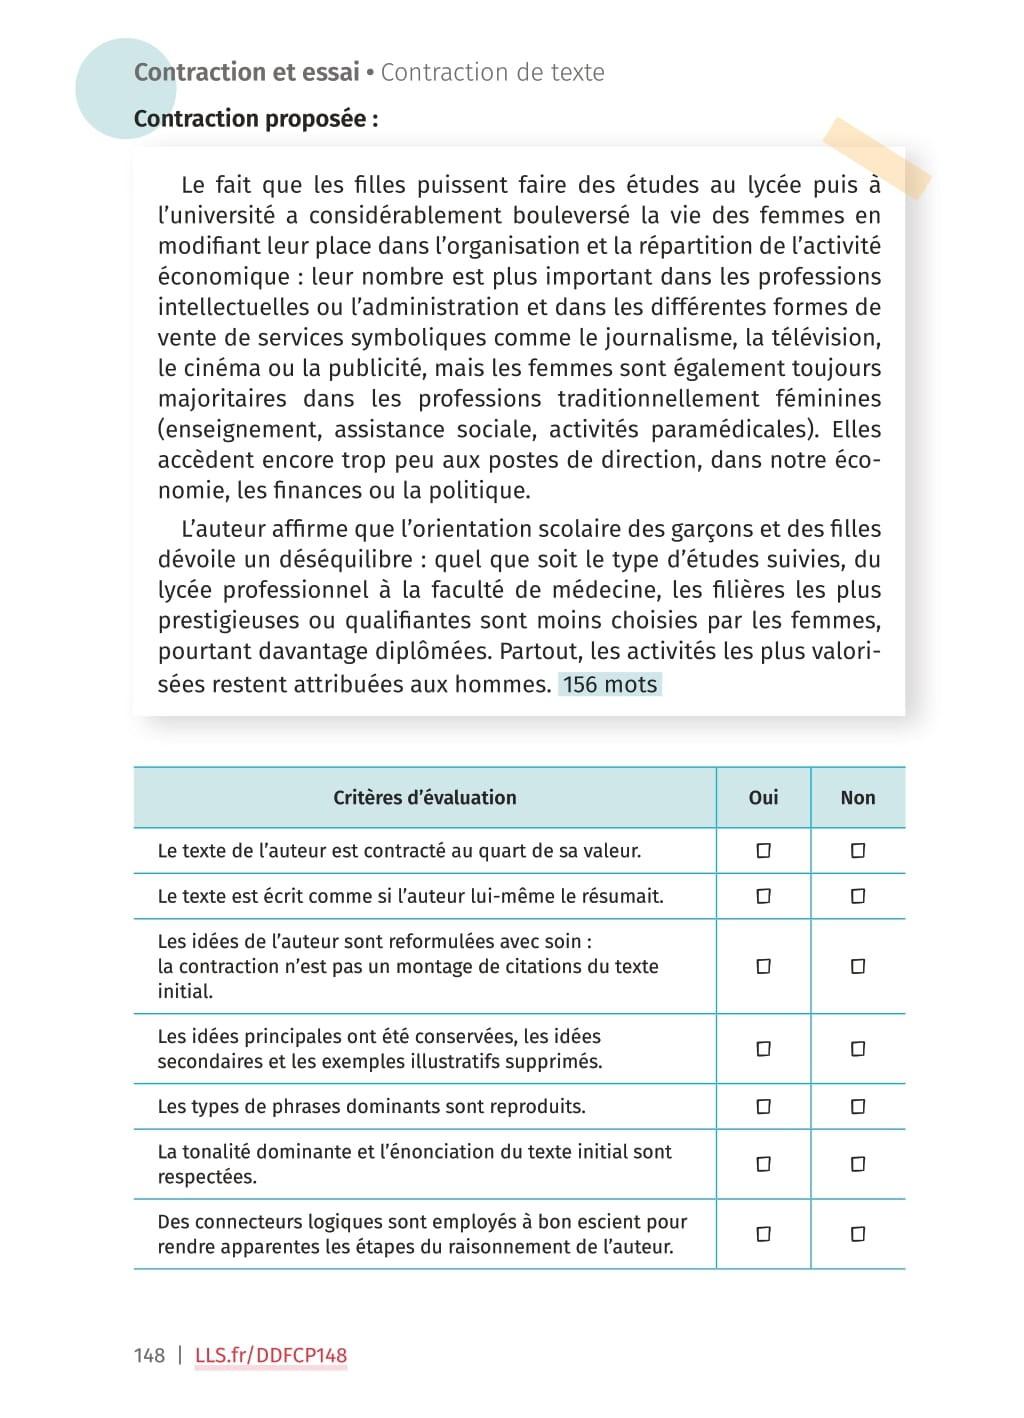 Contraction et essai • Contraction de texte
Contraction proposée :
Le fait que les filles puissent faire des études au lycée puis à
l’université a considérablement bouleversé la vie des femmes en
modifiant leur place dans l’organisation et la répartition de l’activité
économique : leur nombre est plus important dans les professions
intellectuelles ou l’administration et dans les différentes formes de
vente de services symboliques comme le journalisme, la télévision,
le cinéma ou la publicité, mais les femmes sont également toujours
majoritaires dans les professions traditionnellement féminines
(enseignement, assistance sociale, activités paramédicales). Elles
accèdent encore trop peu aux postes de direction, dans notre éco-
nomie, les finances ou la politique.
L’auteur affirme que l’orientation scolaire des garçons et des filles
dévoile un déséquilibre : quel que soit le type d’études suivies, du
lycée professionnel à la faculté de médecine, les filières les plus
prestigieuses ou qualifiantes sont moins choisies par les femmes,
pourtant davantage diplômées. Partout, les activités les plus valori-
sées restent attribuées aux hommes. 156 mots
Critères d’évaluation Oui Non
Le texte de l’auteur est contracté au quart de sa valeur.
Le texte est écrit comme si l’auteur lui-même le résumait.
Les idées de l’auteur sont reformulées avec soin :
la contraction n’est pas un montage de citations du texte
initial.
Les idées principales ont été conservées, les idées
secondaires et les exemples illustratifs supprimés.
Les types de phrases dominants sont reproduits.
La tonalité dominante et l’énonciation du texte initial sont
respectées.
Des connecteurs logiques sont employés à bon escient pour
rendre apparentes les étapes du raisonnement de l’auteur.
148 | LLS.fr/DDFCP148